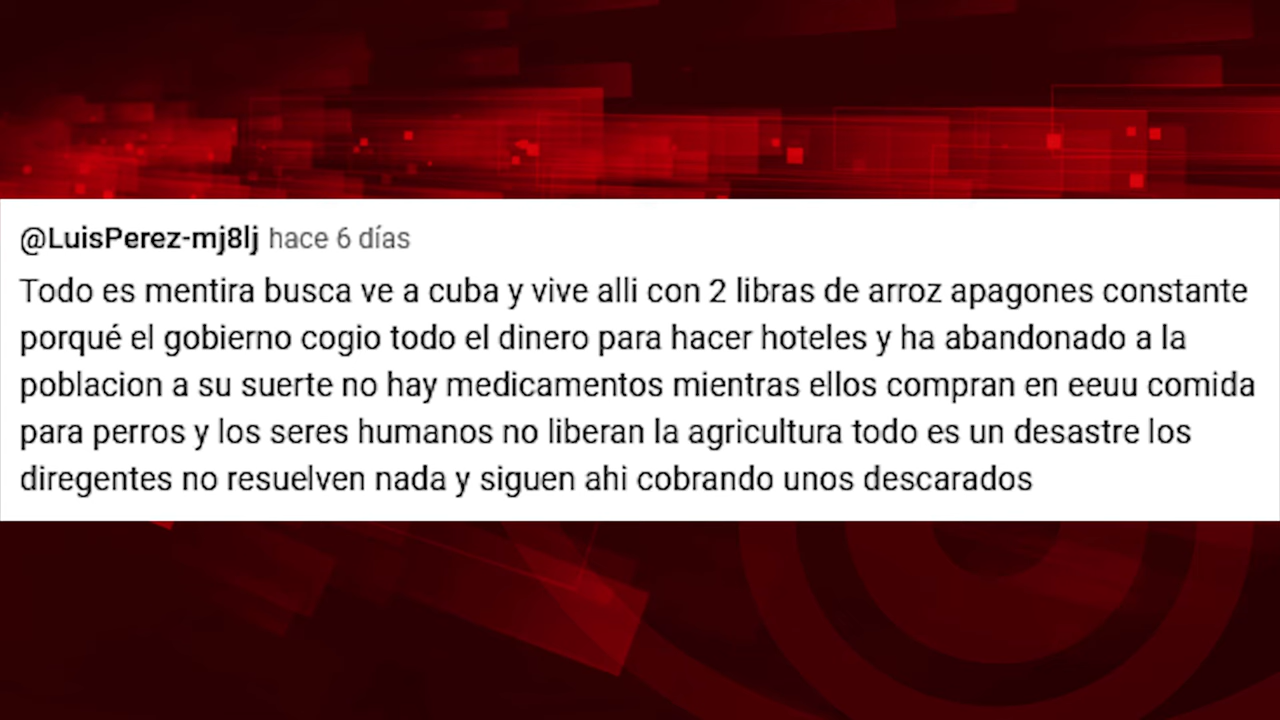 @LuisPerez-mj8lj hace 6 días
Todo es mentira busca ve a cuba y vive alli con 2 libras de arroz apagones constante
porqué el gobierno cogio todo el dinero para hacer hoteles y ha abandonado a la
poblacion a su suerte no hay medicamentos mientras ellos compran en eeuu comida
para perros y los seres humanos no liberan la agricultura todo es un desastre los
diregentes no resuelven nada y siguen ahi cobrando unos descarados